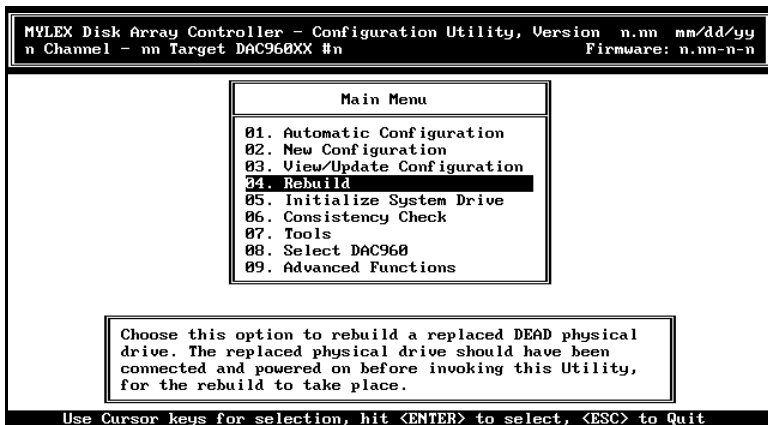 MYLEX Disk Array Controller – Configuration Utility, Version n.nn mm/dd/yy
n Channel – nn Target DAC960XX #n Firmware: n.nn-n-n
Main Menu
01. Automatic Configuration
02. New Configuration
03. View/Update Configuration
04. Rebuild
05. Initialize System Drive
06. Consistency Check
07. Tools
08. Select DAC960
09. Advanced Functions
Choose this option to rebuild a replaced DEAD physical
drive. The replaced physical drive should have been
connected and powered on before invoking this Utility,
for the rebuild to take place.
Use Cursor keys for selection, hit <ENTER> to select, <ESC> to Quit